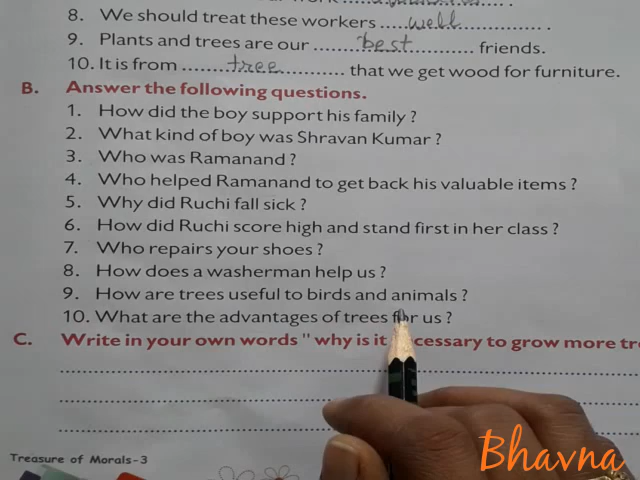 8. We should treat these workers ....well..........
9. Plants and trees are our ........best............ friends.
10. It is from ........tree............ that we get wood for furniture.
B. Answer the following questions.
1. How did the boy support his family ?
2. What kind of boy was Shravan Kumar ?
3. Who was Ramanand ?
4. Who helped Ramanand to get back his valuable items ?
5. Why did Ruchi fall sick ?
6. How did Ruchi score high and stand first in her class ?
7. Who repairs your shoes ?
8. How does a washerman help us ?
9. How are trees useful to birds and animals ?
10. What are the advantages of trees for us ?
C. Write in your own words " why is it necessary to grow more
Treasure of Morals-3
Bhavna